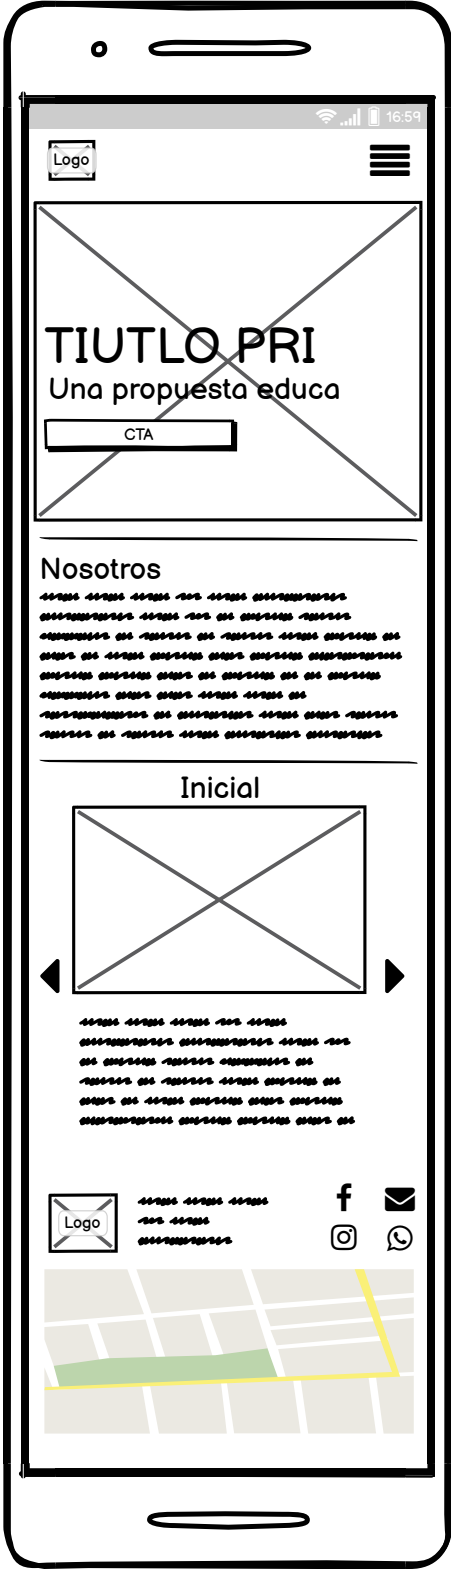 16:59
Logo
TIUTLO PRI
Una propuesta educa
CTA
Nosotros
Inicial
Logo